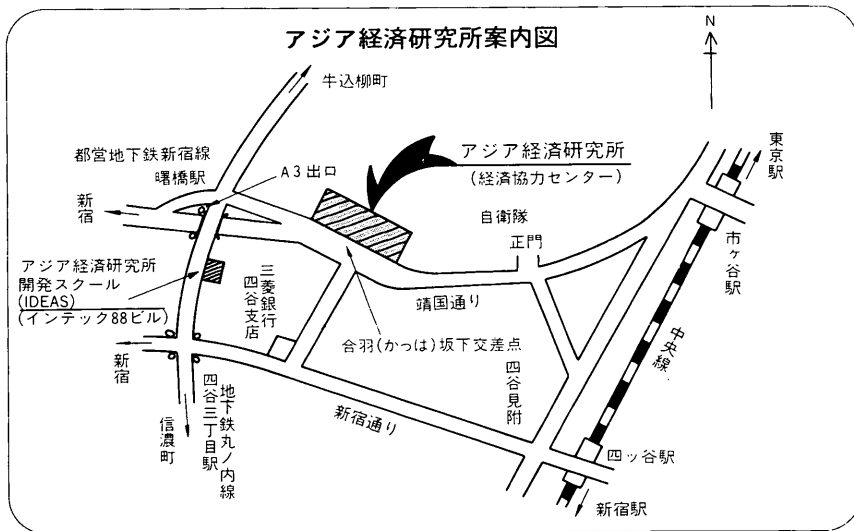 アジア経済研究所案内図
N
牛込柳町
都営地下鉄新宿線
曙橋駅
A3出口
アジア経済研究所
(経済協力センター)
東京駅
新宿
自衛隊
正門
市ヶ谷駅
アジア経済研究所
開発スクール
(IDEAS)
(インテック88ビル)
三菱銀行
四谷支店
靖国通り
合羽(かっは)坂下交差点
中央線
新宿
四谷見附
新宿通り
信濃町
地下鉄丸ノ内線
四谷三丁目駅
四ッ谷駅
新宿駅